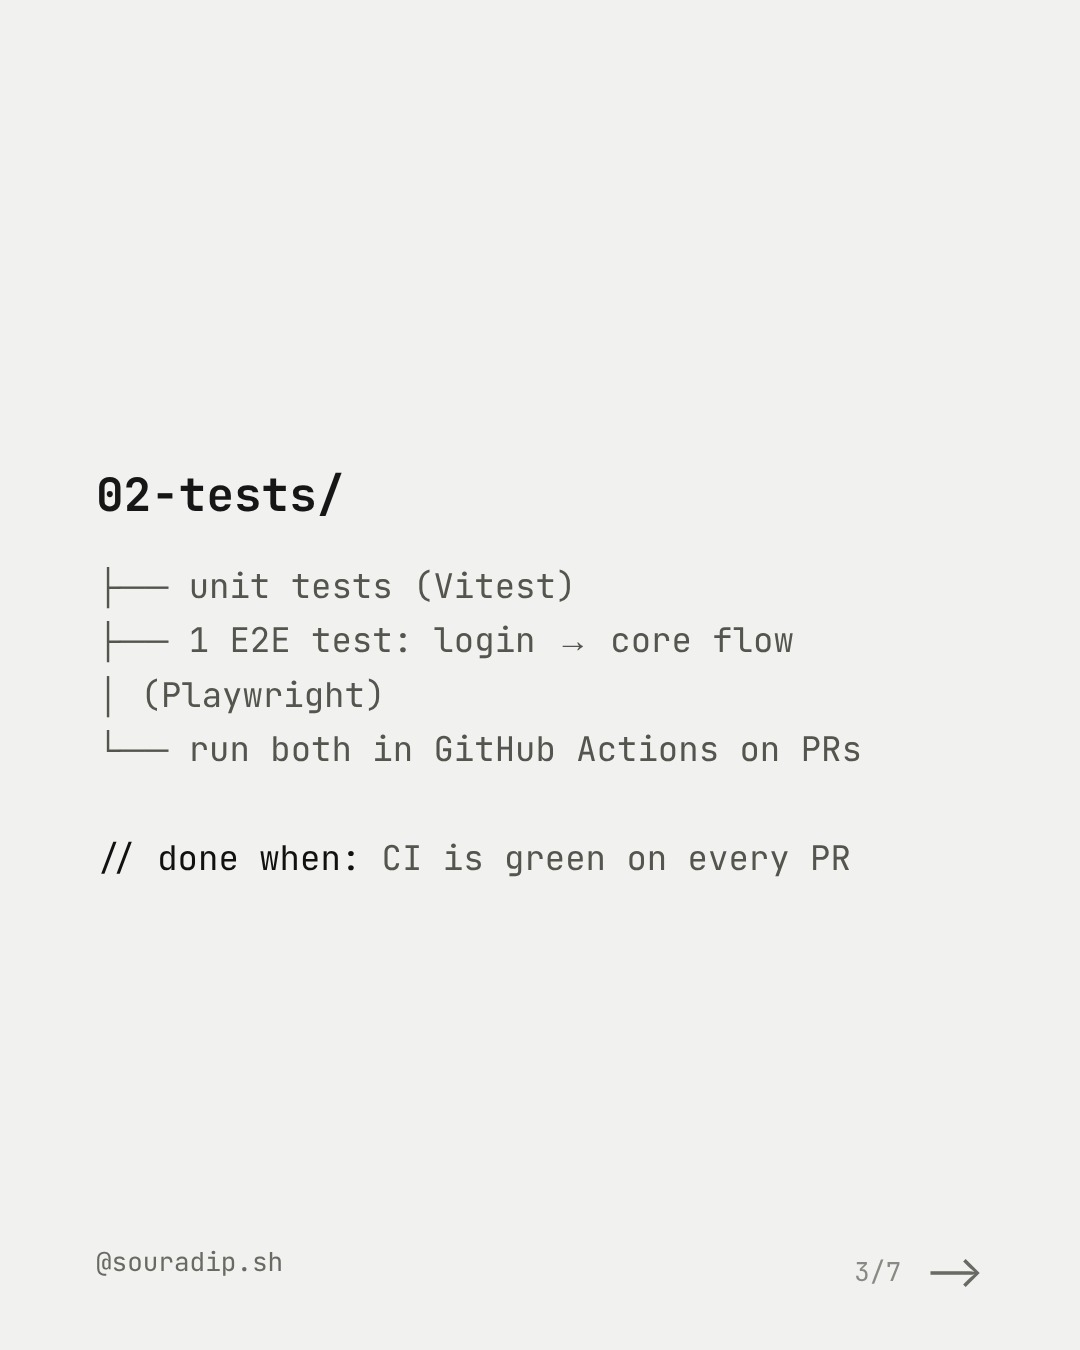 02-tests/
├── unit tests (Vitest)
├── 1 E2E test: login → core flow
│ (Playwright)
└── run both in GitHub Actions on PRs
// done when: CI is green on every PR
@souradip.sh
3/7 →